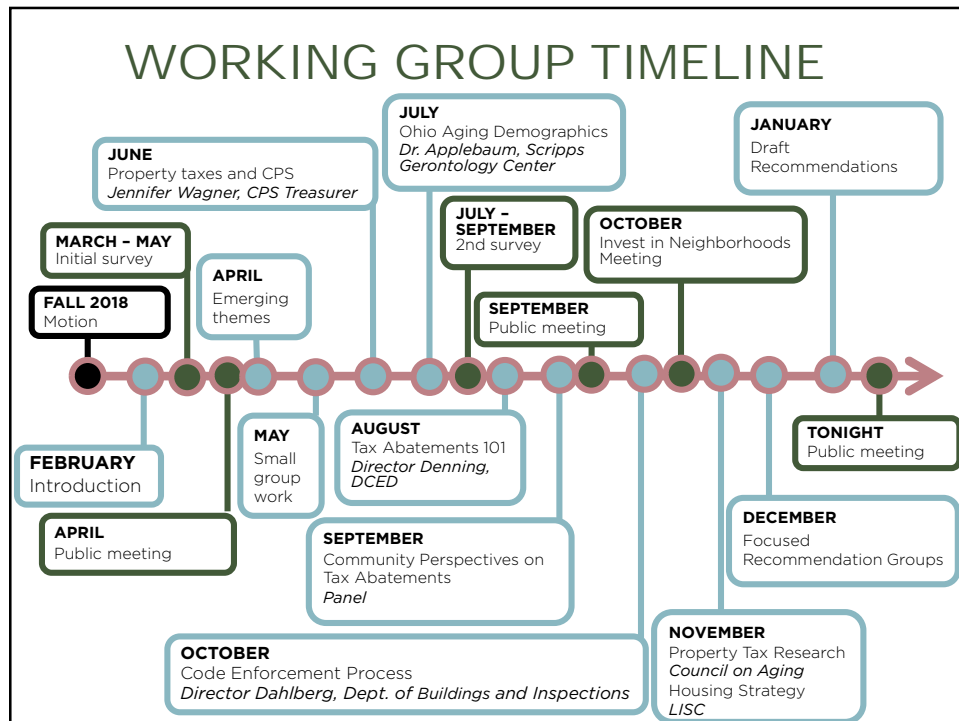 WORKING GROUP TIMELINE
JULY
Ohio Aging Demographics
Dr. Applebaum, Scripps
Gerontology Center
JANUARY
Draft
Recommendations
JUNE
Property taxes and CPS
Jennifer Wagner, CPS Treasurer
JULY –
SEPTEMBER
2nd survey
OCTOBER
Invest in Neighborhoods
Meeting
MARCH – MAY
Initial survey
APRIL
Emerging
themes
FALL 2018
Motion
SEPTEMBER
Public meeting
FEBRUARY
Introduction
MAY
Small
group
work
AUGUST
Tax Abatements 101
Director Denning,
DCED
TONIGHT
Public meeting
APRIL
Public meeting
SEPTEMBER
Community Perspectives on
Tax Abatements
Panel
DECEMBER
Focused
Recommendation Groups
OCTOBER
Code Enforcement Process
Director Dahlberg, Dept. of Buildings and Inspections
NOVEMBER
Property Tax Research
Council on Aging
Housing Strategy
LISC